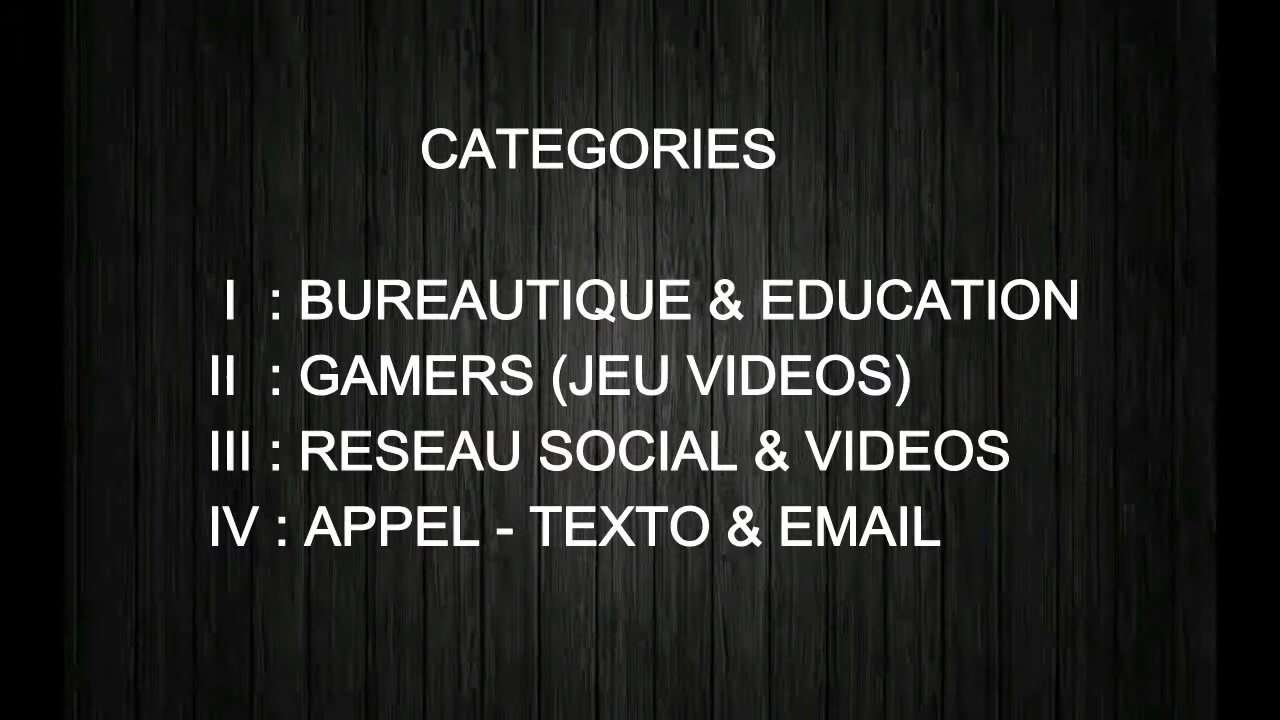 CATEGORIES
I : BUREAUTIQUE & EDUCATION
II : GAMERS (JEU VIDEOS)
III : RESEAU SOCIAL & VIDEOS
IV : APPEL - TEXTO & EMAIL